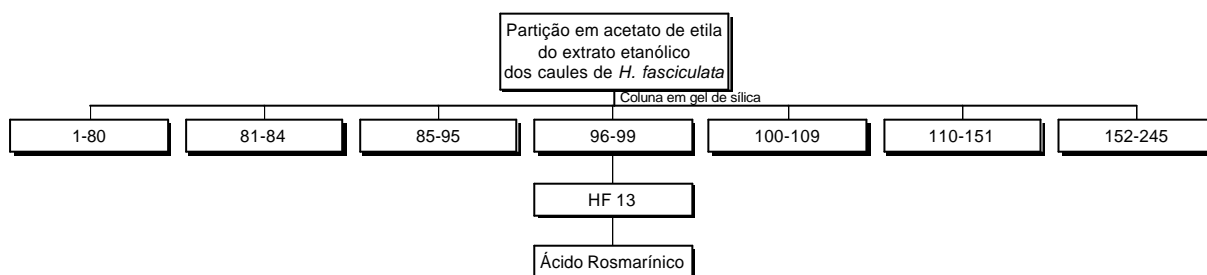 Partição em acetato de etila
do extrato etanólico
dos caules de H. fasciculata
Coluna em gel de sílica
1-80
81-84
85-95
96-99
100-109
110-151
152-245
HF 13
Ácido Rosmarínico